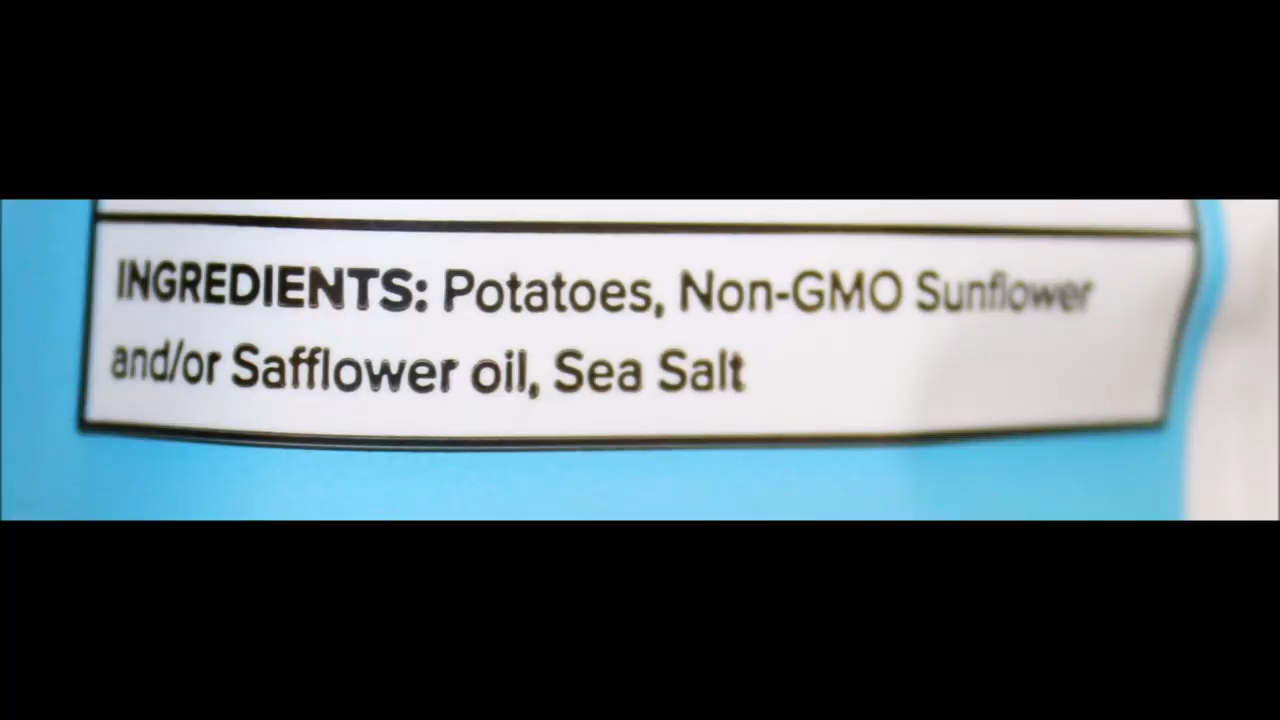 INGREDIENTS: Potatoes, Non-GMO Sunflower
and/or Safflower oil, Sea Salt